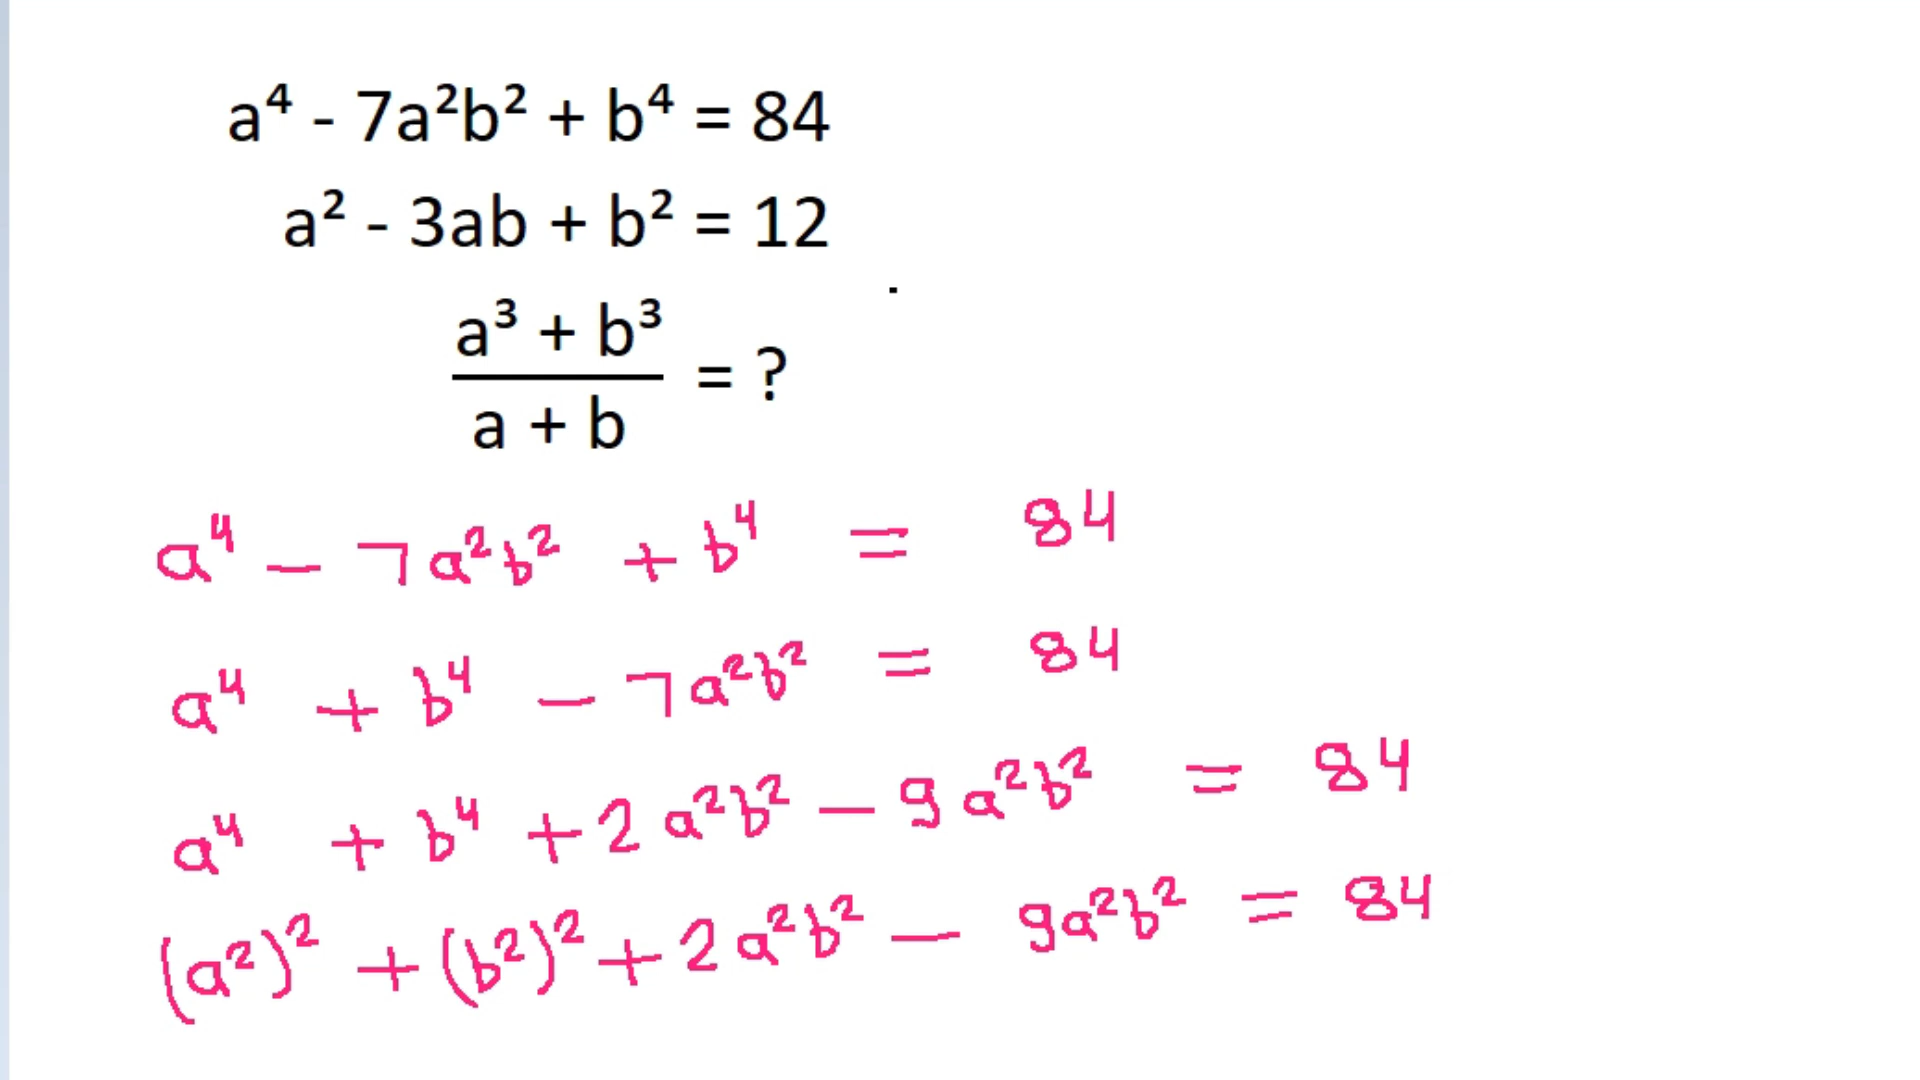 a⁴ - 7a²b² + b⁴ = 84
a² - 3ab + b² = 12
a³ + b³
a + b
= ?
a⁴ − 7a²b² + b⁴ = 84
a⁴ + b⁴ − 7a²b² = 84
a⁴ + b⁴ + 2a²b² − 9a²b² = 84
(a²)² + (b²)² + 2a²b² − 9a²b² = 84